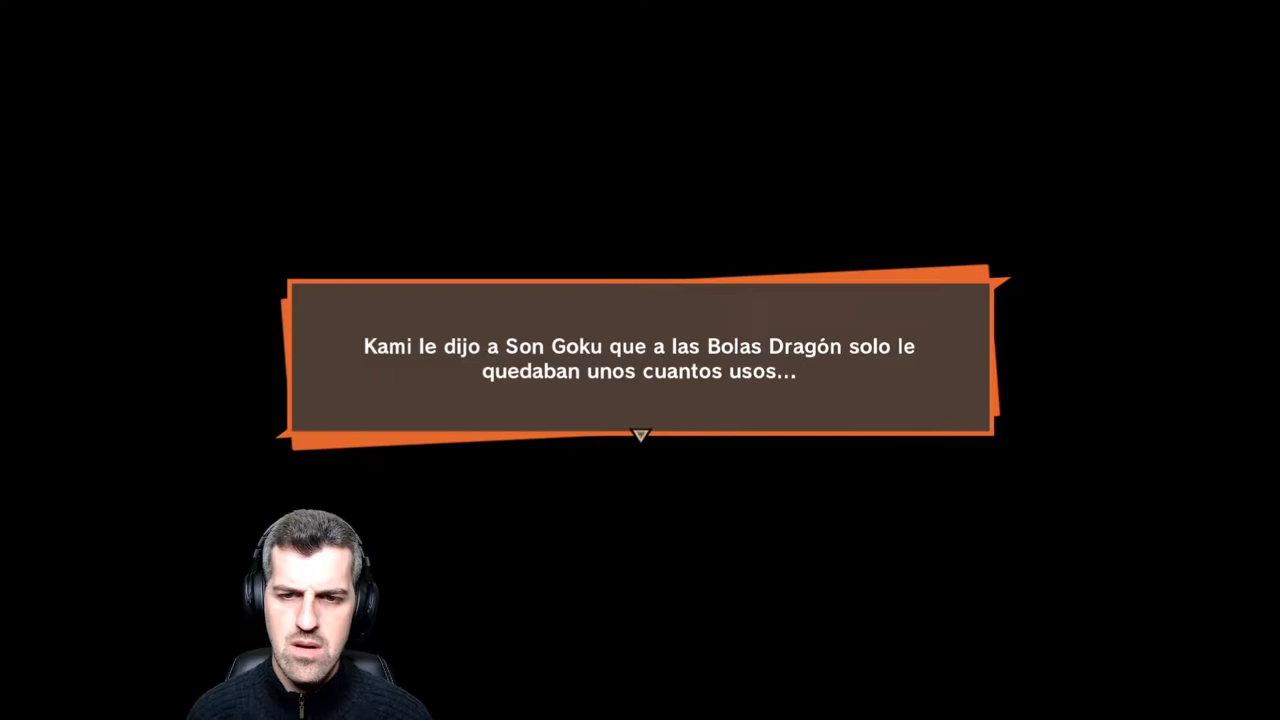 Kami le dijo a Son Goku que a las Bolas Dragón solo le
quedaban unos cuantos usos...